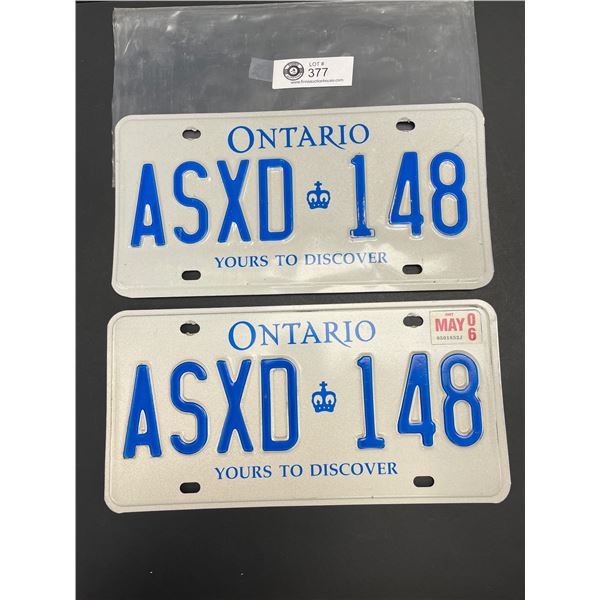 LOT #
377
ONTARIO
ASXD 148
YOURS TO DISCOVER
ONTARIO
MAY 06
ASXD 148
YOURS TO DISCOVER